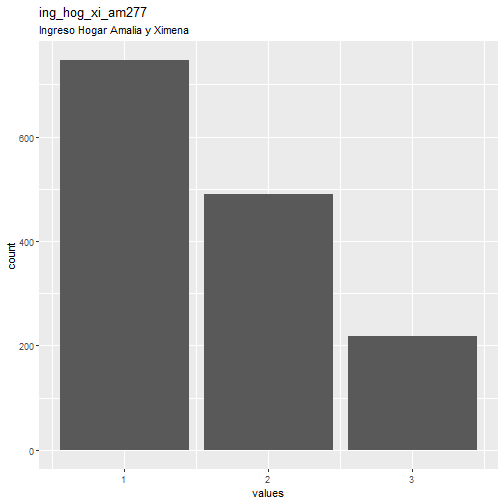 ing_hog_xi_am277
Ingreso Hogar Amalia y Ximena
600
400
200
0
count
1 2 3
values